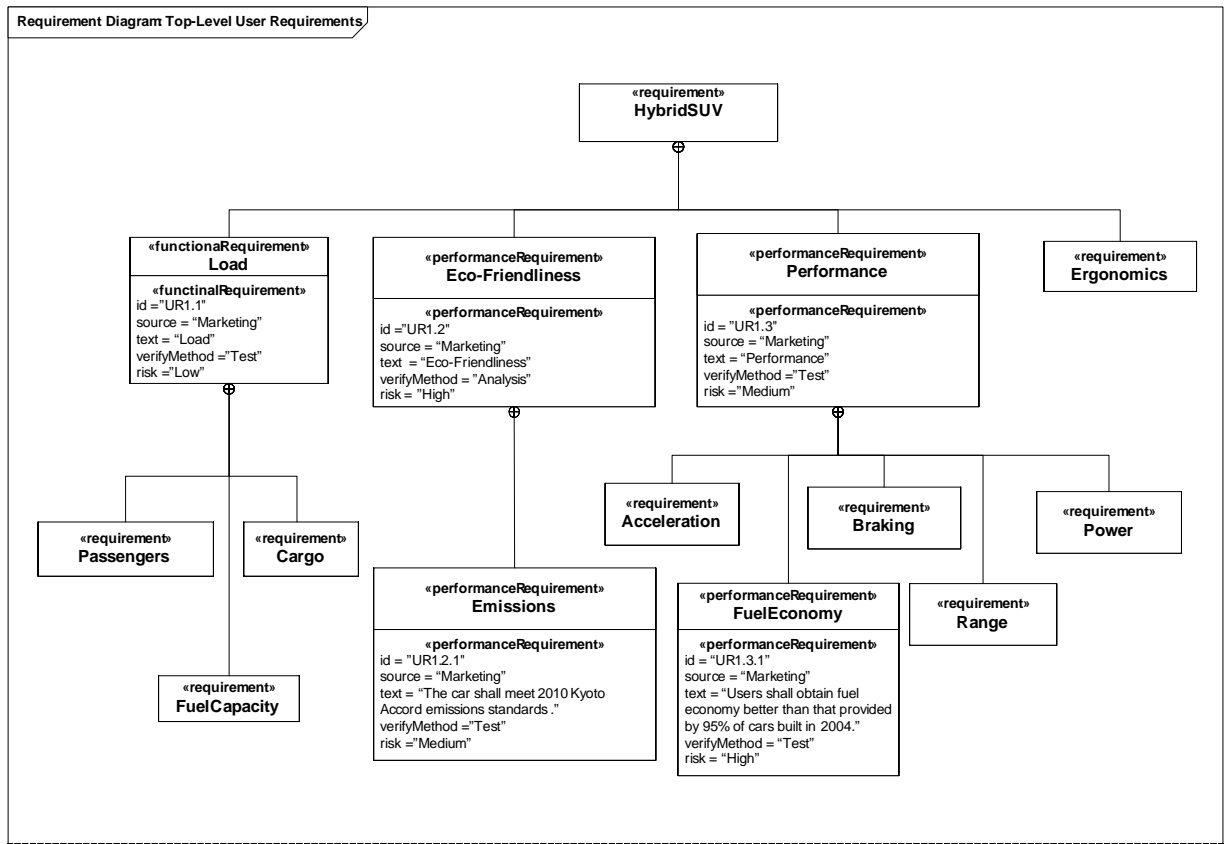 Requirement Diagram: Top-Level User Requirements
«requirement»
HybridSUV
«functionaRequirement»
Load
«functinalRequirement»
id ="UR1.1"
source = “Marketing”
text = “Load”
verifyMethod ="Test”
risk ="Low”
«performanceRequirement»
Eco-Friendliness
«performanceRequirement»
id ="UR1.2"
source = “Marketing”
text = “Eco-Friendliness”
verifyMethod = "Analysis”
risk = "High”
«performanceRequirement»
Performance
«performanceRequirement»
id = "UR1.3"
source = “Marketing”
text = “Performance”
verifyMethod ="Test”
risk ="Medium”
«requirement»
Ergonomics
«requirement»
Passengers
«requirement»
Cargo
«requirement»
FuelCapacity
«performanceRequirement»
Emissions
«performanceRequirement»
id = "UR1.2.1"
source = “Marketing”
text = “The car shall meet 2010 Kyoto
Accord emissions standards .”
verifyMethod ="Test”
risk ="Medium”
«requirement»
Acceleration
«performanceRequirement»
FuelEconomy
«performanceRequirement»
id = “UR1.3.1"
source = “Marketing”
text = “Users shall obtain fuel
economy better than that provided
by 95% of cars built in 2004.”
verifyMethod = “Test”
risk = “High”
«requirement»
Braking
«requirement»
Range
«requirement»
Power